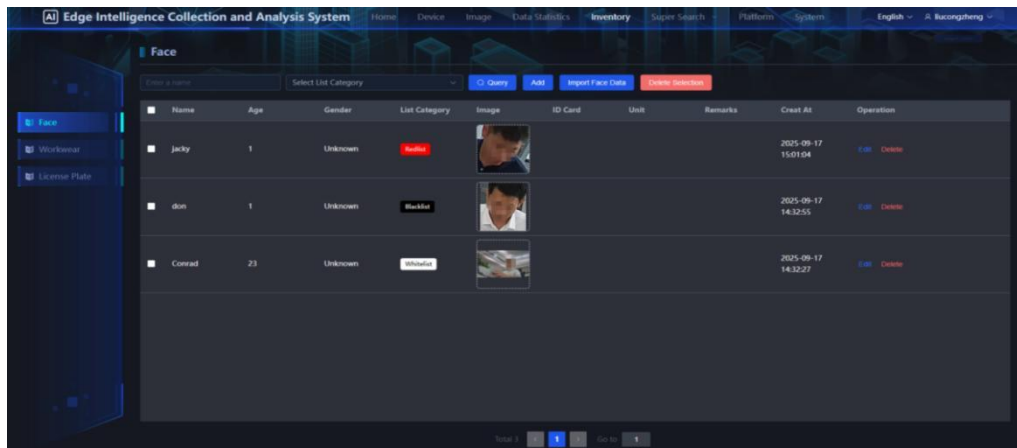 AI Edge Intelligence Collection and Analysis System Home Device Image Data Statistics Inventory Super Search Platform System English liucongzheng
Face
Enter a name Select List Category Query Add Import Face Data Delete Selection
Name Age Gender List Category Image ID Card Unit Remarks Creat At Operation
Face
jacky 1 Unknown Redlist 2025-09-17 15:01:04 Edit Delete
Workwear
License Plate
don 1 Unknown Blacklist 2025-09-17 14:32:55 Edit Delete
Conrad 23 Unknown Whitelist 2025-09-17 14:32:27 Edit Delete
Total 3 1 Go to 1